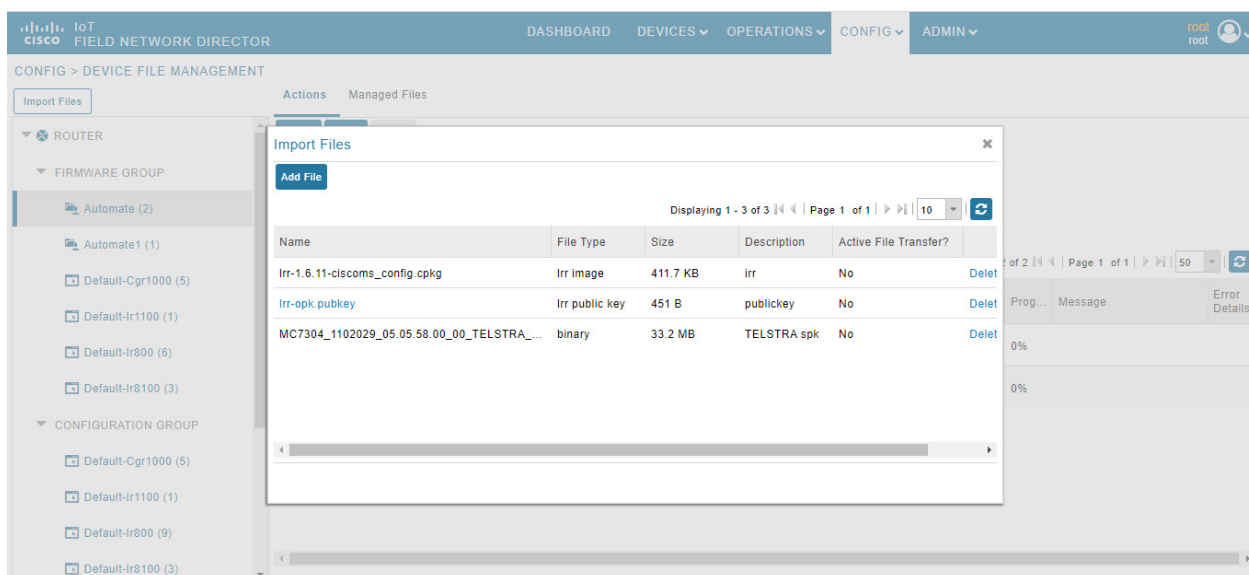 IoT
CISCO FIELD NETWORK DIRECTOR
DASHBOARD DEVICES OPERATIONS CONFIG ADMIN
root
root
CONFIG > DEVICE FILE MANAGEMENT
Import Files
Actions Managed Files
ROUTER
FIRMWARE GROUP
Automate (2)
Automate1 (1)
Default-Cgr1000 (5)
Default-Ir1100 (1)
Default-Ir800 (6)
Default-Ir8100 (3)
CONFIGURATION GROUP
Default-Cgr1000 (5)
Default-Ir1100 (1)
Default-Ir800 (9)
Default-Ir8100 (3)
Import Files
Add File
Displaying 1 - 3 of 3 Page 1 of 1 10
Name File Type Size Description Active File Transfer?
lrr-1.6.11-ciscoms_config.cpkg lrr image 411.7 KB irr No Delet
lrr-opk.pubkey lrr public key 451 B publickey No Delet
MC7304_1102029_05.05.58.00_00_TELSTRA_... binary 33.2 MB TELSTRA spk No Delet
of 2 Page 1 of 1 50
Prog... Message Error Details
0%
0%